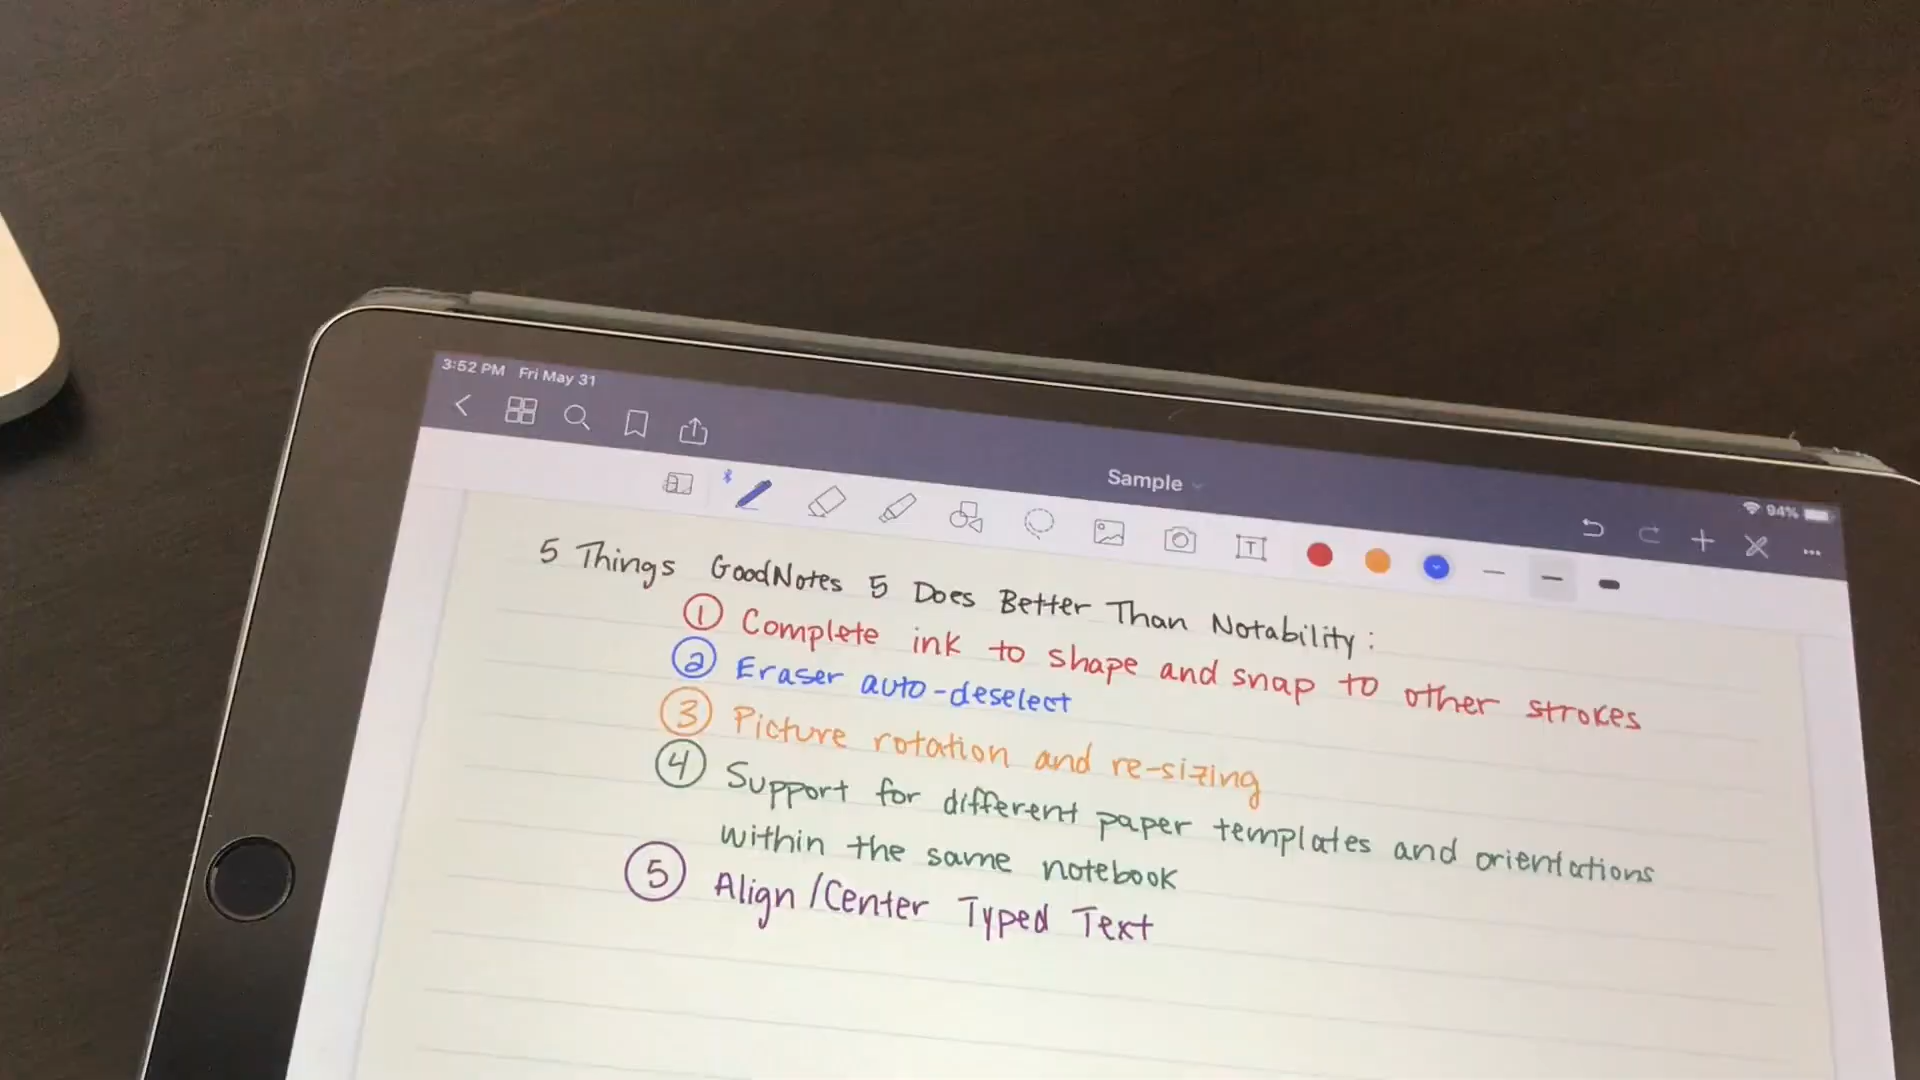 3:52 PM Fri May 31
94%
Sample
T
5 Things GoodNotes 5 Does Better Than Notability:
① Complete ink to shape and snap to other strokes
② Eraser auto-deselect
③ Picture rotation and re-sizing
④ Support for different paper templates and orientations
within the same notebook
⑤ Align/Center Typed Text